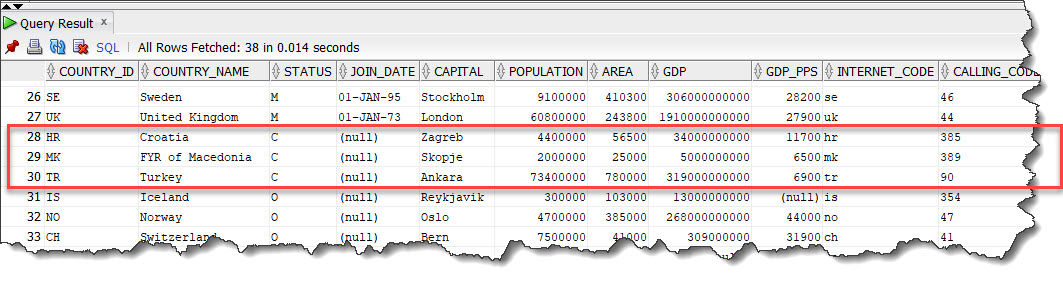 Query Result x
SQL | All Rows Fetched: 38 in 0.014 seconds
COUNTRY_ID COUNTRY_NAME STATUS JOIN_DATE CAPITAL POPULATION AREA GDP GDP_PPS INTERNET_CODE CALLING_COD
26 SE Sweden M 01-JAN-95 Stockholm 9100000 410300 306000000000 28200 se 46
27 UK United Kingdom M 01-JAN-73 London 60800000 243800 1910000000000 27900 uk 44
28 HR Croatia C (null) Zagreb 4400000 56500 34000000000 11700 hr 385
29 MK FYR of Macedonia C (null) Skopje 2000000 25000 5000000000 6500 mk 389
30 TR Turkey C (null) Ankara 73400000 780000 319000000000 6900 tr 90
31 IS Iceland O (null) Reykjavik 300000 103000 13000000000 (null) is 354
32 NO Norway O (null) Oslo 4700000 385000 268000000000 44000 no 47
33 CH Switzerland O (null) Bern 7500000 41000 309000000 31900 ch 41